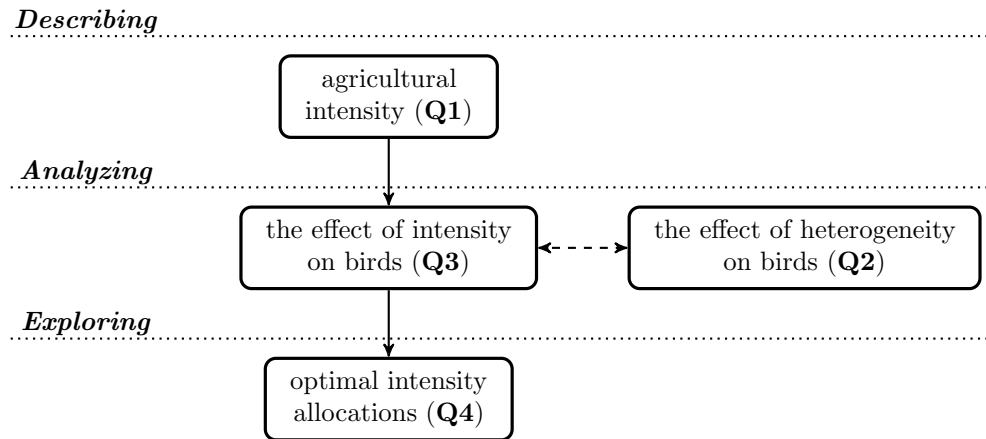 Describing
agricultural
intensity (Q1)
Analyzing
the effect of intensity
on birds (Q3)
the effect of heterogeneity
on birds (Q2)
Exploring
optimal intensity
allocations (Q4)